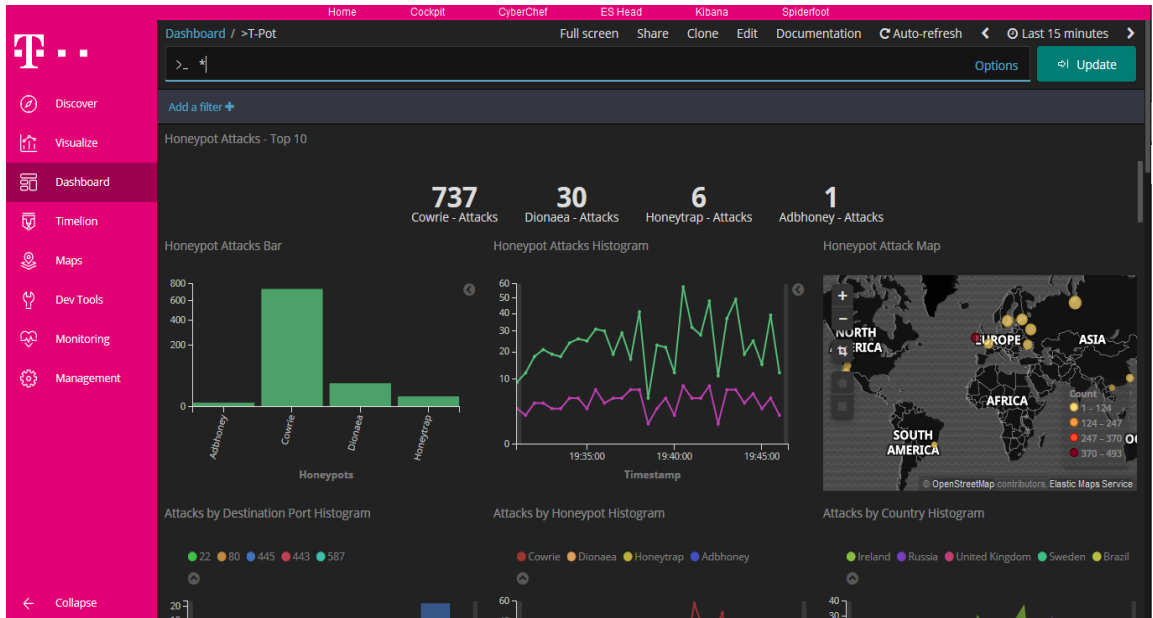 Home Cockpit CyberChef ES Head Kibana Spiderfoot
T
Dashboard / >T-Pot Full screen Share Clone Edit Documentation Auto-refresh Last 15 minutes
>_ * Options Update
Discover
Visualize
Dashboard
Timelion
Maps
Dev Tools
Monitoring
Management
Collapse
Add a filter +
Honeypot Attacks - Top 10
737 30 6 1
Cowrie - Attacks Dionaea - Attacks Honeytrap - Attacks Adbhoney - Attacks
Honeypot Attacks Bar
800
600
400
200
0
Adbhoney Cowrie Dionaea Honeytrap
Honeypots
Honeypot Attacks Histogram
60
50
40
30
20
10
0
19:35:00 19:40:00 19:45:00
Timestamp
Honeypot Attack Map
+
−
NORTH
EUROPE ASIA
AFRICA
SOUTH
AMERICA
Count
1 – 124
124 – 247
247 – 370
370 – 493
© OpenStreetMap contributors, Elastic Maps Service
Attacks by Destination Port Histogram
22 80 445 443 587
20
Attacks by Honeypot Histogram
Cowrie Dionaea Honeytrap Adbhoney
60
Attacks by Country Histogram
Ireland Russia United Kingdom Sweden Brazil
40
30